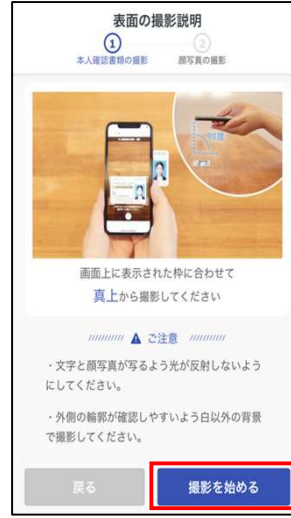 表面の撮影説明
1
2
本人確認書類の撮影
顔写真の撮影
90度
画面上に表示された枠に合わせて
真上から撮影してください
ご注意
・文字と顔写真が写るよう光が反射しないよう
にしてください。
・外側の輪郭が確認しやすいよう白以外の背景
で撮影してください。
戻る
撮影を始める